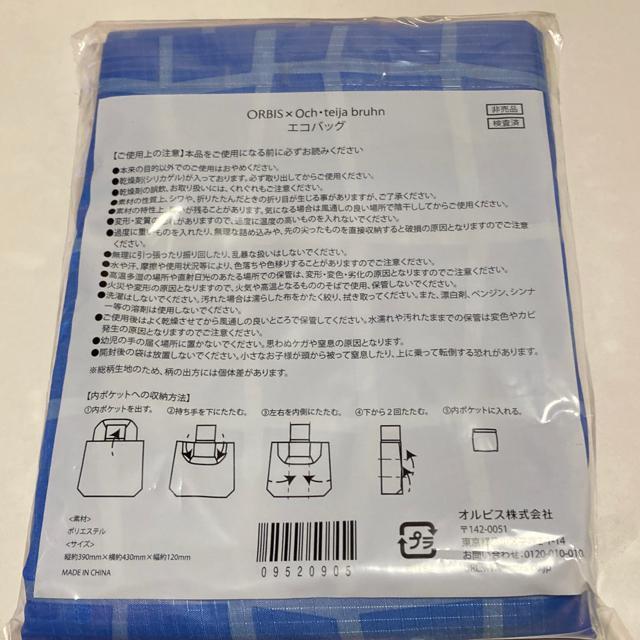 ORBIS × Och・teija bruhn
エコバッグ
非売品
検査済
【ご使用上の注意】本品をご使用になる前に必ずお読みください
●本来の目的以外でのご使用はおやめください。
●乾燥剤(シリカゲル)が入っております。必ず取り出してからご使用ください。
●乾燥剤の誤飲、お取り扱いには、くれぐれもご注意ください。
●素材の性質上、シワや、折りたたんだときの折り目が生じる事がありますが、ご了承ください。
●素材の特性上、 が残ることがあります。気になる場合は風通しの良い場所で陰干ししてからご使用ください。
●変形・変質の れがありますので、過度に温度の高いものを入れないでください。
●過度に重いものを入れたり、無理な詰め込みや、先の尖ったものを直接収納すると破損の原因となりますのでご注意
ください。
●無理に引っ張ったり振り回したり、乱暴な扱いはしないでください。
●水や汗、摩擦や使用状況等により、色落ちや色移りすることがありますのでご注意ください。
●高温多湿の場所や直射日光のあたる場所での保管は、変形・変色・劣化の原因となりますのでご注意ください。
●火災や変形の原因となりますので、火気や高温となるもののそば使用、保管しないでください。
●洗濯はしないでください。汚れた場合は濡らした布をかたく絞り、拭き取ってください。また、漂白剤、ベンジン、シンナ
ー等の溶剤は使用しないでください。
●ご使用後はよく乾燥させてから風通しの良いところで保管してください。水濡れや汚れたままでの保管は変色やカビ
発生の原因となりますのでご注意ください。
●幼児の手の届く場所に置かないでください。思わぬケガや窒息の原因になります。
●開封後の袋は放置しないでください。小さなお子様が頭から被って窒息したり、上に乗って転倒する恐れがあります。
※総柄生地のため、柄の出方には個体差があります。
【内ポケットへの収納方法】
①内ポケットを出す。 ②持ち手を下にたたむ。 ③左右を内側にたたむ。 ④下から2回たたむ。 ⑤内ポケットに入れる。
<素材>
ポリエステル
<サイズ>
縦約390mm×横約430mm×幅約120mm
MADE IN CHINA
09520905
プラ
オルビス株式会社
〒142-0051
お問い合わせ:0120-010-010